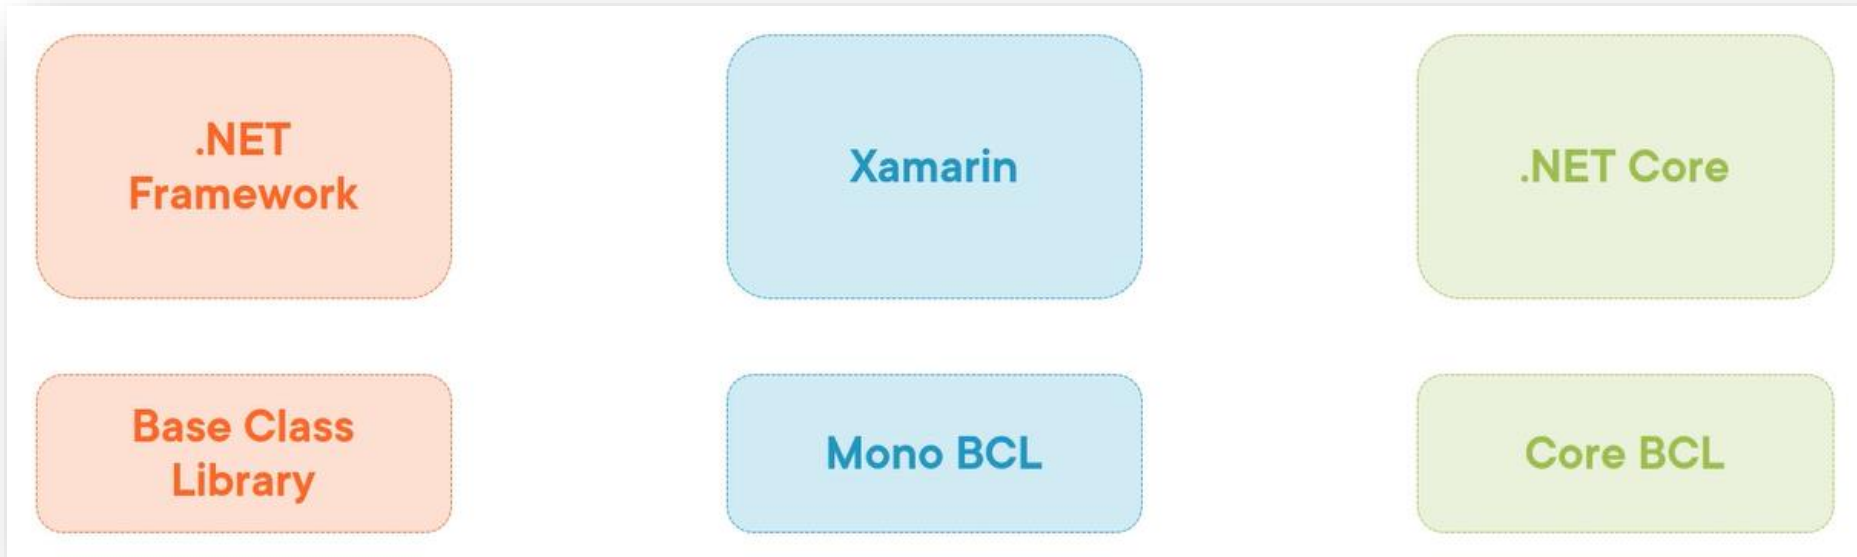 .NET
Framework
Xamarin
.NET Core
Base Class
Library
Mono BCL
Core BCL